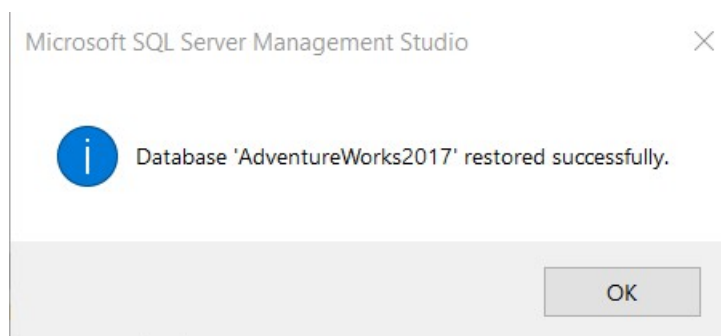 Microsoft SQL Server Management Studio
Database 'AdventureWorks2017' restored successfully.
OK